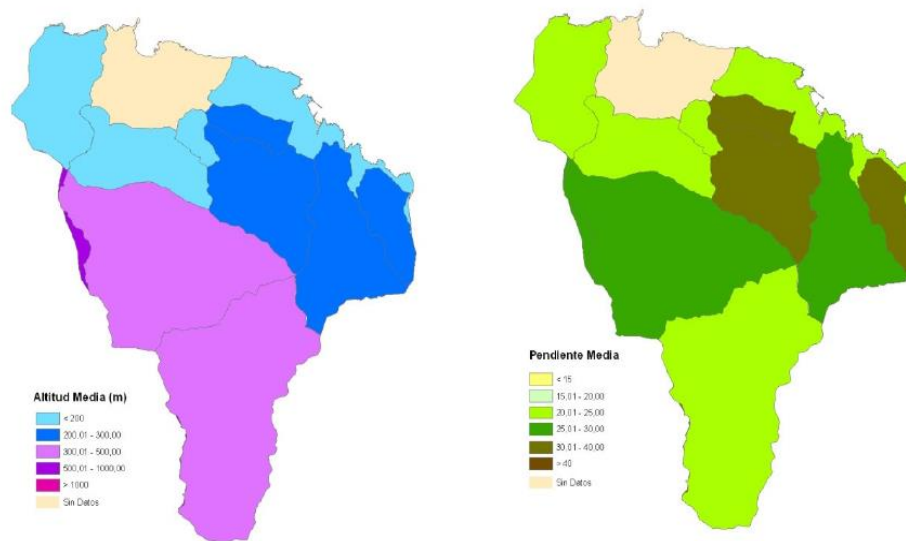 Altitud Media (m)
< 200
200,01 - 300,00
300,01 - 500,00
500,01 - 1000,00
> 1000
Sin Datos
Pendiente Media
< 15
15,01 - 20,00
20,01 - 25,00
25,01 - 30,00
30,01 - 40,00
> 40
Sin Datos